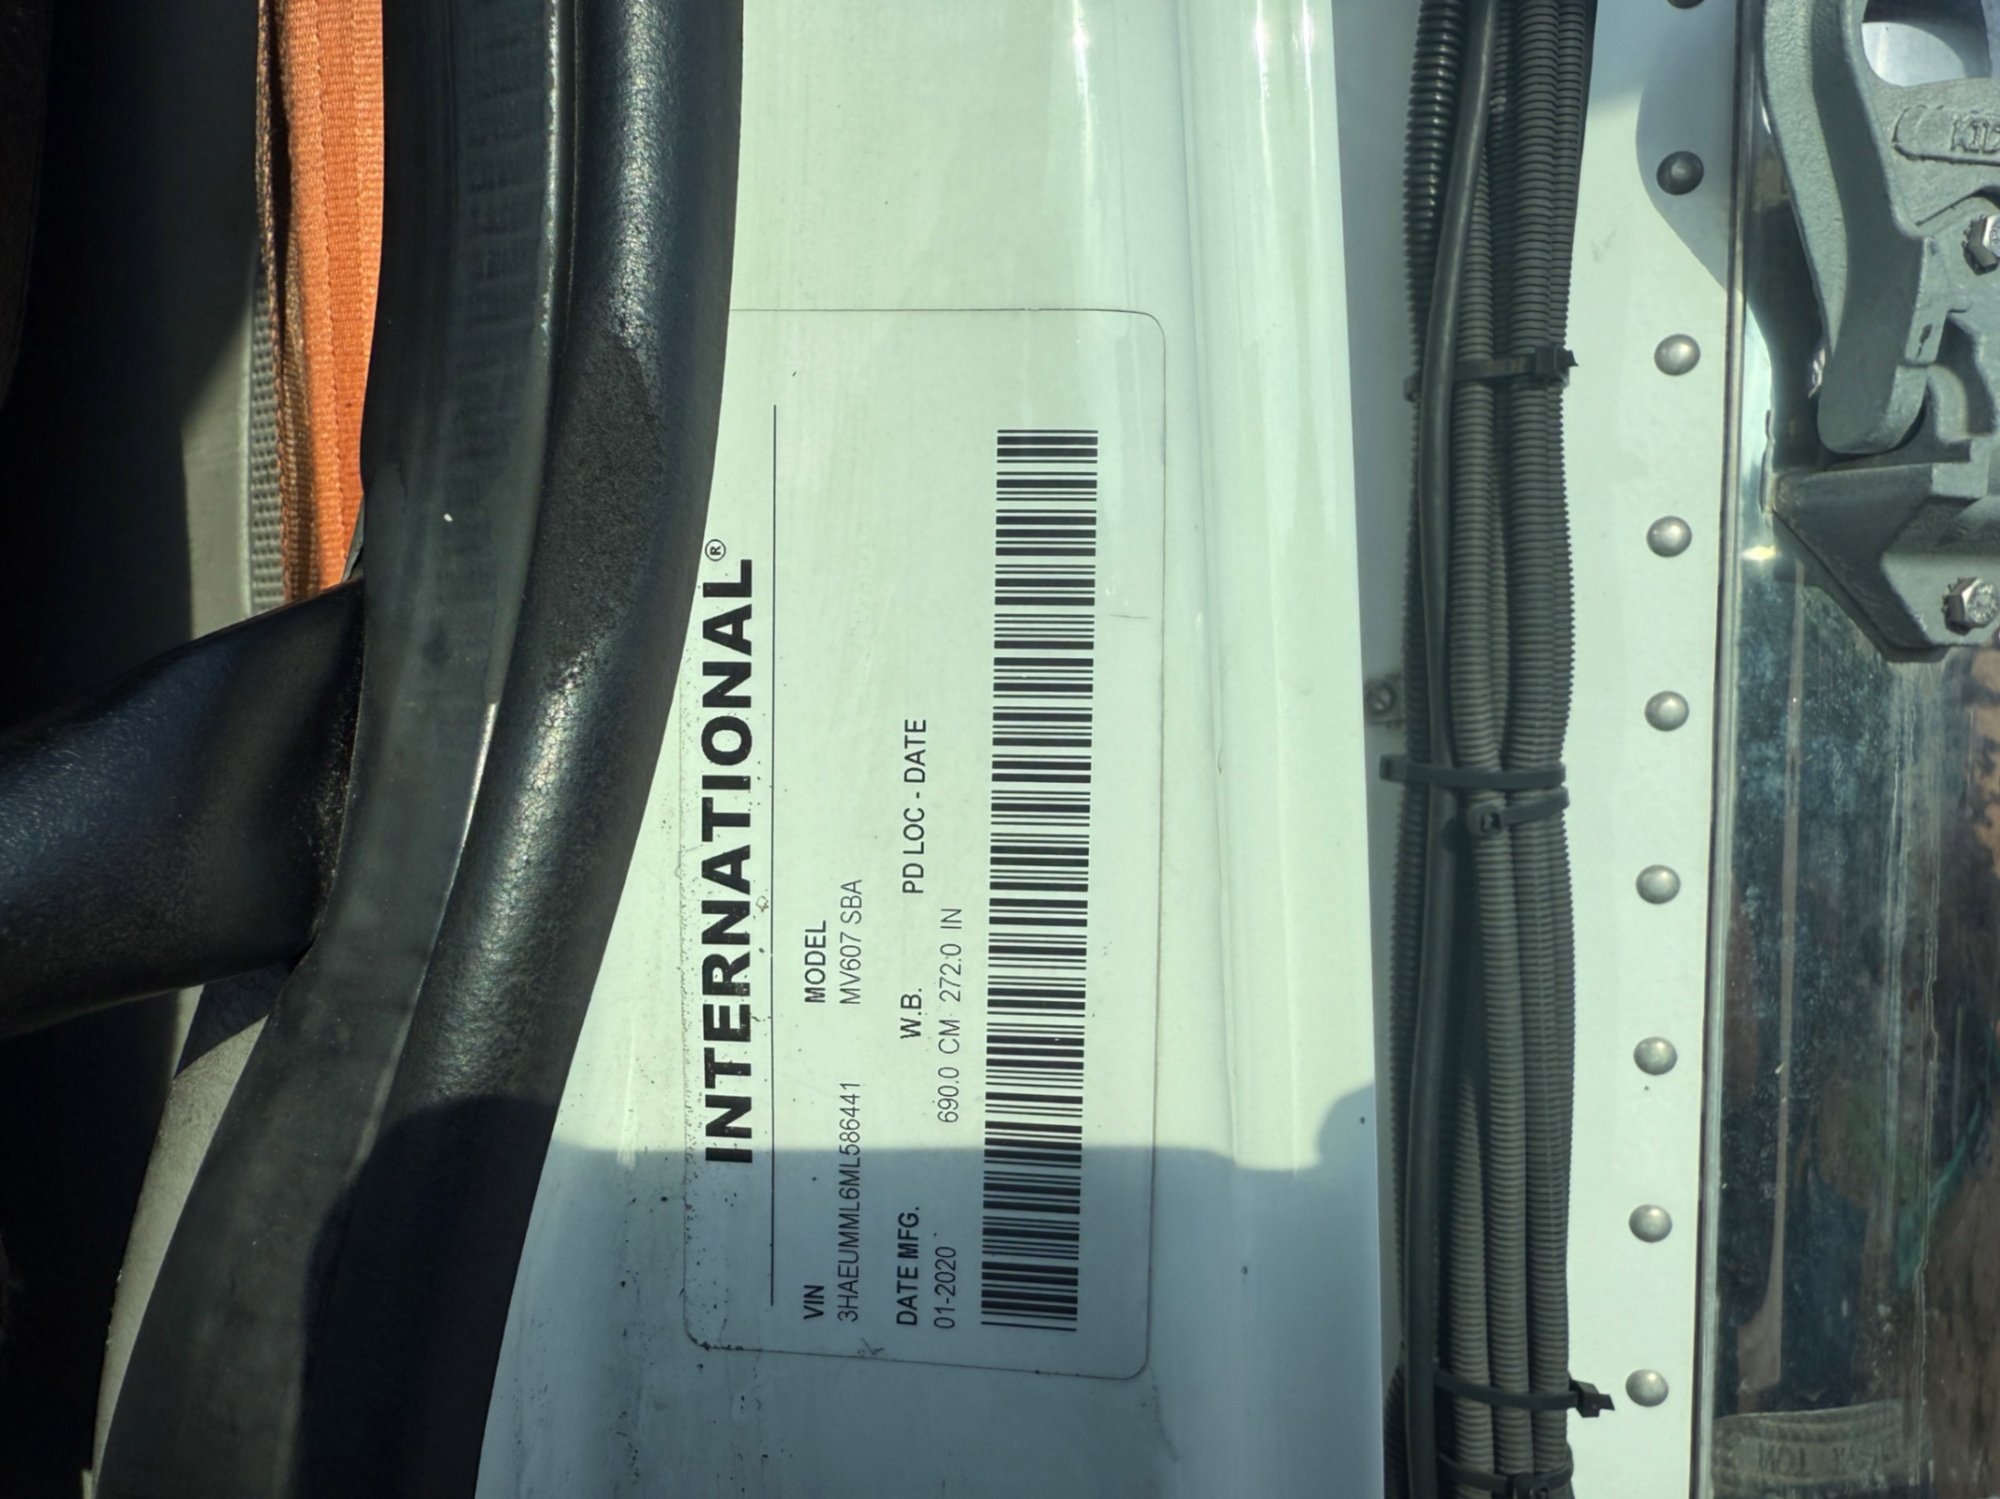 INTERNATIONAL®
VIN MODEL
3HAEUMML6ML586441 MV607 SBA
DATE MFG. W.B. PD LOC - DATE
01-2020 690.0 CM 272.0 IN